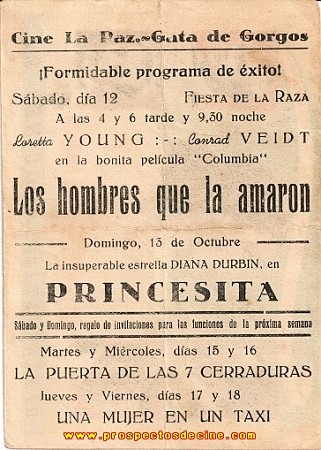 Cine La Paz.~Gata de Gorgos
¡Formidable programa de éxito!
Sábado, día 12 FIESTA DE LA RAZA
A las 4 y 6 tarde y 9,30 noche
Loretta YOUNG :-: Conrad VEIDT
en la bonita película "Columbia"
Los hombres que la amaron
Domingo, 13 de Octubre
La insuperable estrella DIANA DURBIN, en
PRINCESITA
Sábado y Domingo, regalo de invitaciones para las funciones de la próxima semana
Martes y Miércoles, días 15 y 16
LA PUERTA DE LAS 7 CERRADURAS
Jueves y Viernes, días 17 y 18
UNA MUJER EN UN TAXI
www.prospectosdecine.com